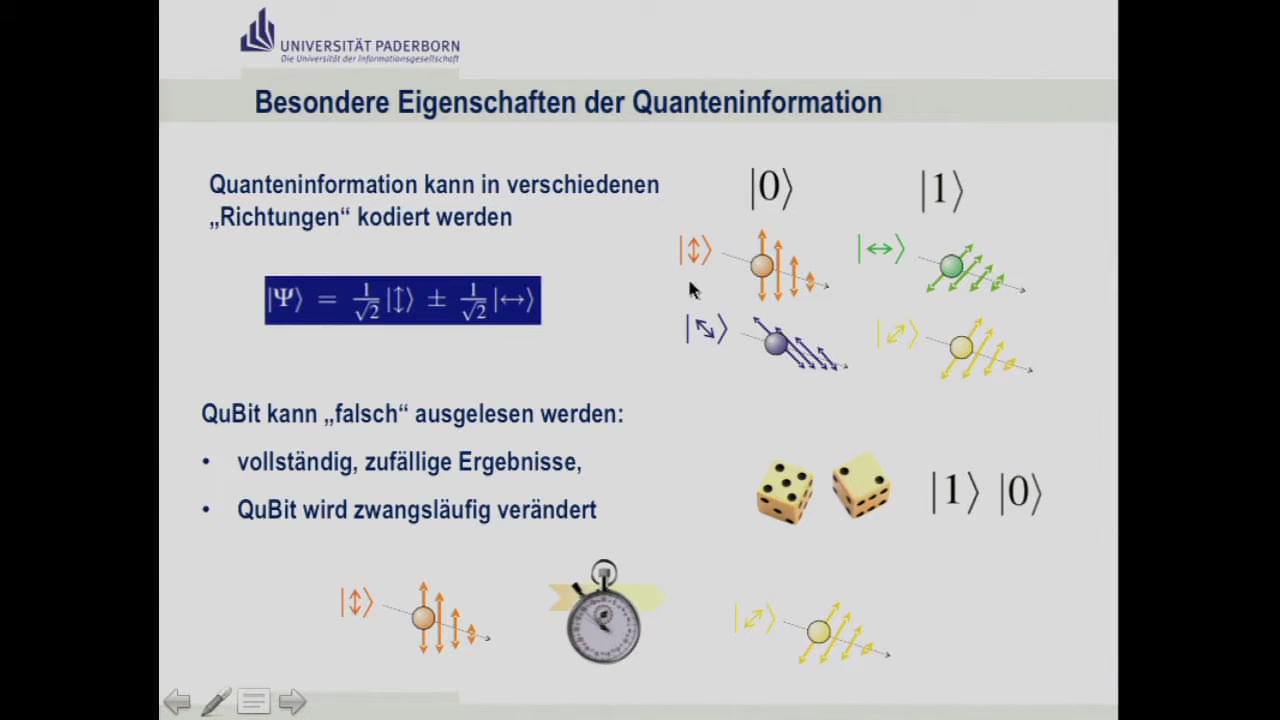 UNIVERSITÄT PADERBORN
Die Universität der Informationsgesellschaft
Besondere Eigenschaften der Quanteninformation
Quanteninformation kann in verschiedenen
„Richtungen“ kodiert werden
|0⟩ |1⟩
|↕⟩ |↔⟩
|Ψ⟩ = 1/√2 |↕⟩ ± 1/√2 |↔⟩
|⤡⟩ |⤢⟩
QuBit kann „falsch“ ausgelesen werden:
• vollständig, zufällige Ergebnisse,
• QuBit wird zwangsläufig verändert
|1⟩ |0⟩
|↕⟩ |⤢⟩